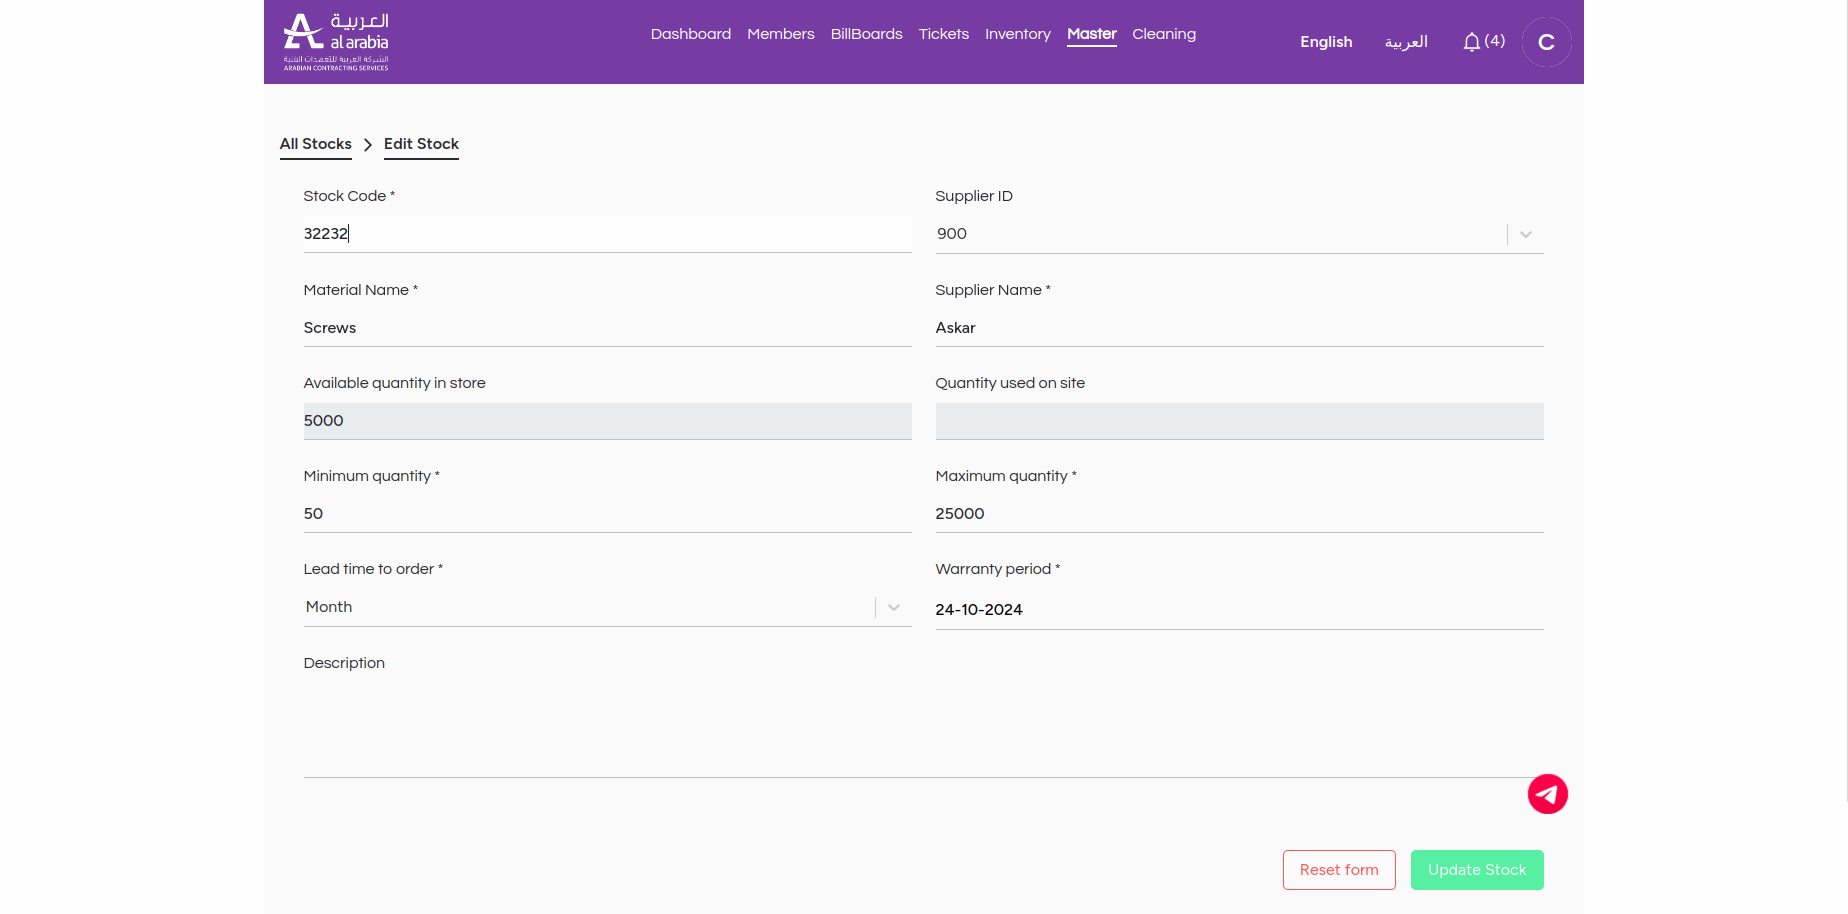 العربية
al arabia
الشركة العربية للتعهدات الفنية
ARABIAN CONTRACTING SERVICES
Dashboard Members BillBoards Tickets Inventory Master Cleaning
English العربية (4) C
All Stocks > Edit Stock
Stock Code * Supplier ID
32232 900
Material Name * Supplier Name *
Screws Askar
Available quantity in store Quantity used on site
5000
Minimum quantity * Maximum quantity *
50 25000
Lead time to order * Warranty period *
Month 24-10-2024
Description
Reset form Update Stock